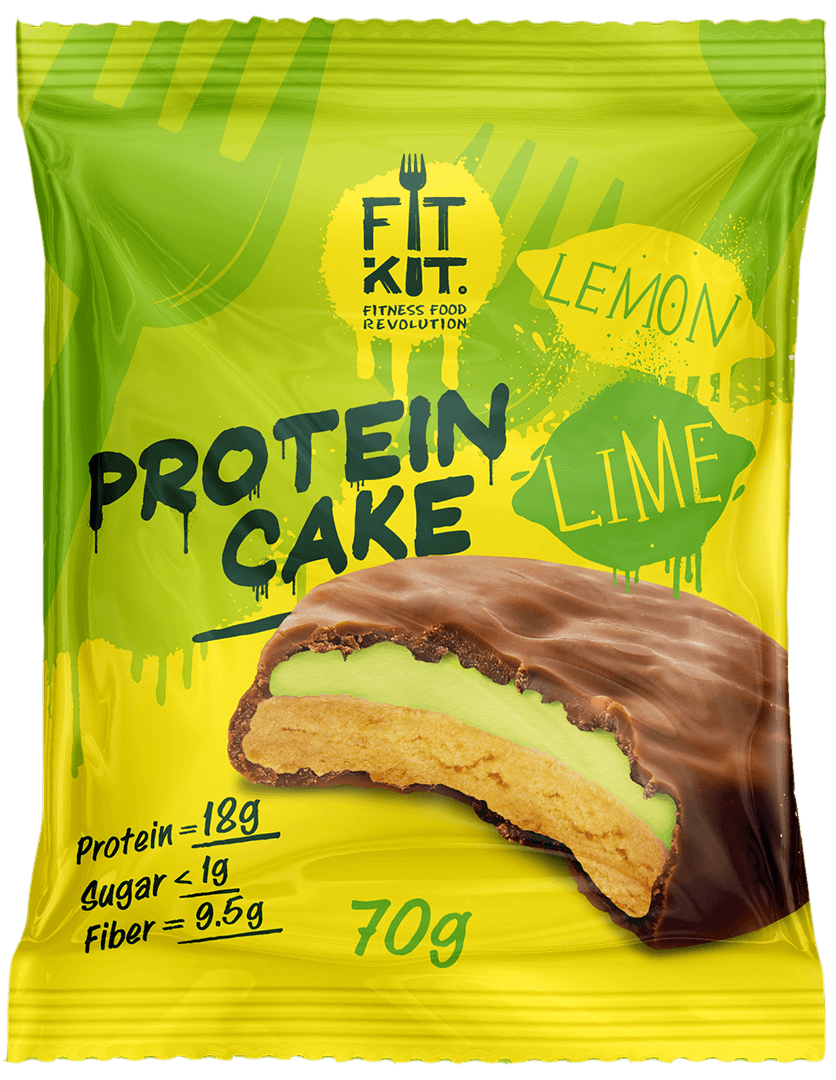 FIT
KIT.
FITNESS FOOD
REVOLUTION
LEMON
LIME
PROTEIN
CAKE
Protein = 18g
Sugar < 1g
Fiber = 9.5g
70g